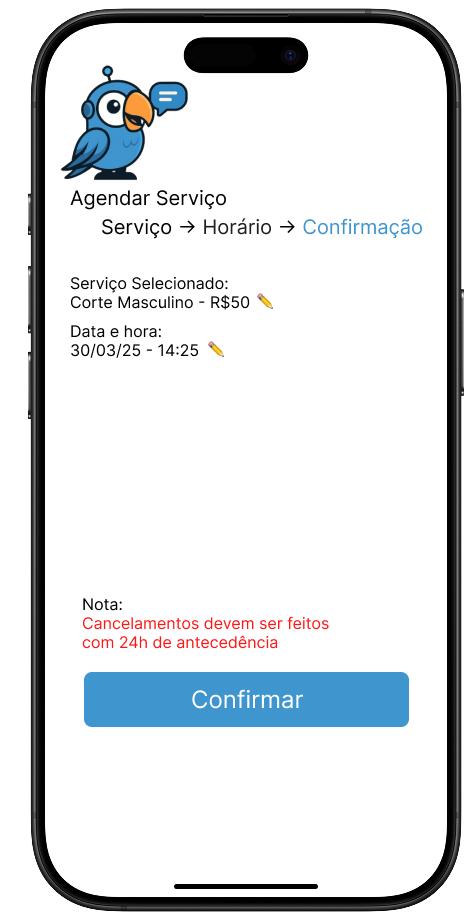 Agendar Serviço
Serviço → Horário → Confirmação
Serviço Selecionado:
Corte Masculino - R$50 ✏️
Data e hora:
30/03/25 - 14:25 ✏️
Nota:
Cancelamentos devem ser feitos
com 24h de antecedência
Confirmar